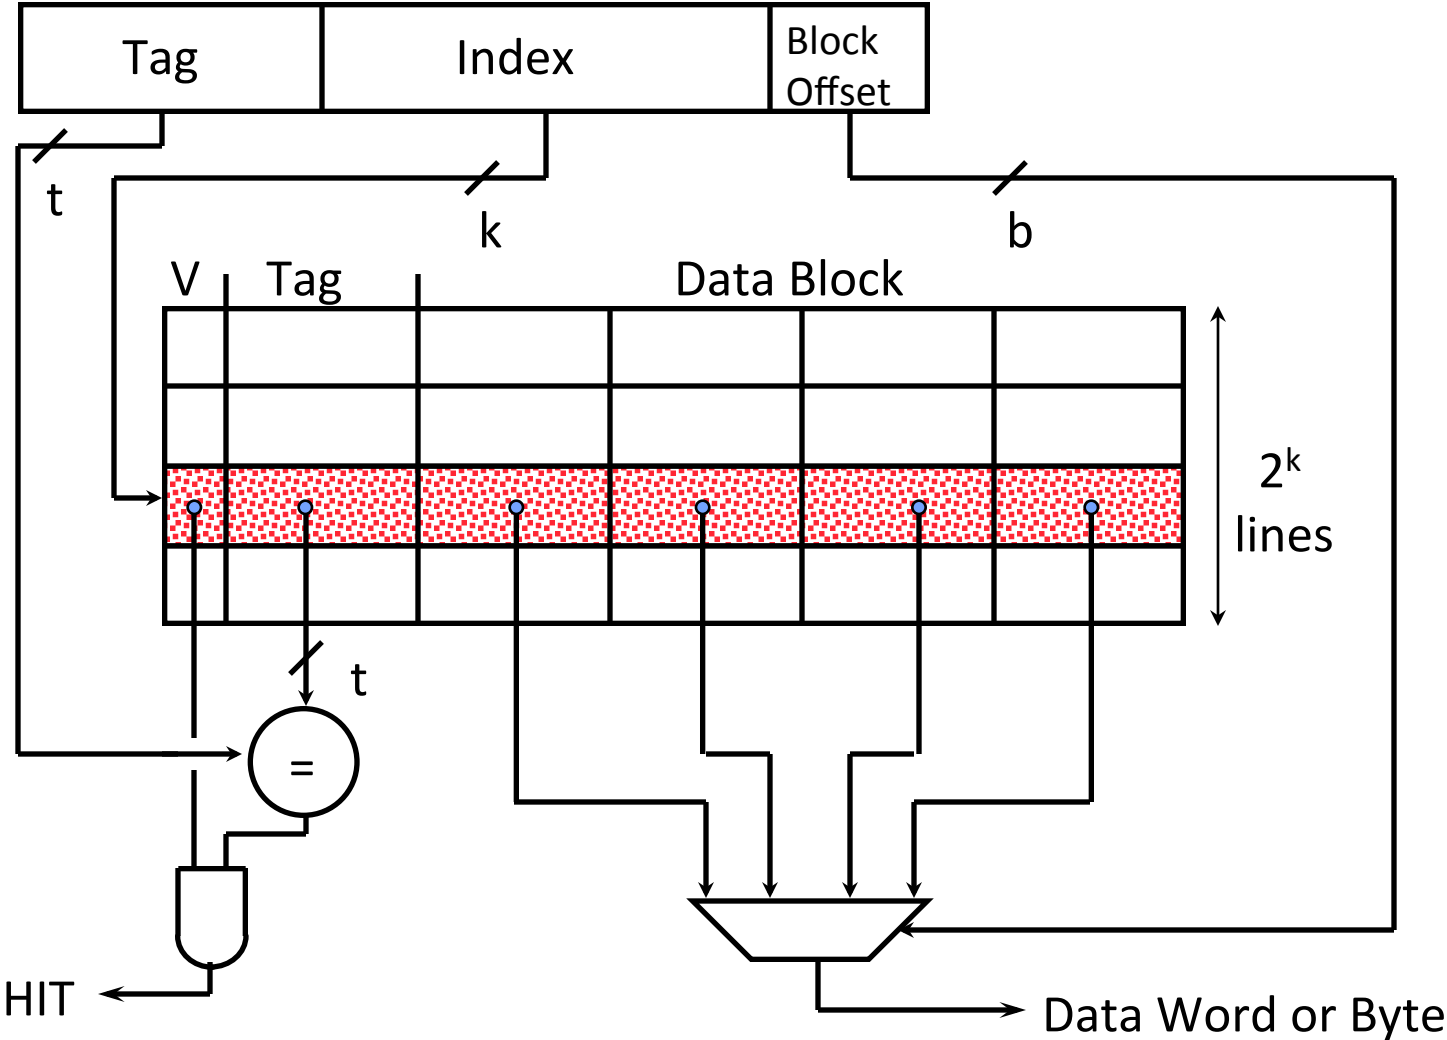 Tag
Index
Block
Offset
t
k
b
V
Tag
Data Block
2ᵏ
lines
t
=
HIT
Data Word or Byte